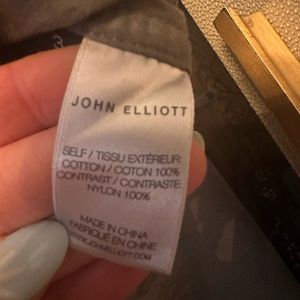 JOHN ELLIOTT
SELF / TISSU EXTÉRIEUR:
COTTON / COTON 100%
CONTRAST / CONTRASTE:
NYLON 100%
MADE IN CHINA
FABRIQUÉ EN CHINE
WWW.JOHNELLIOTT.COM